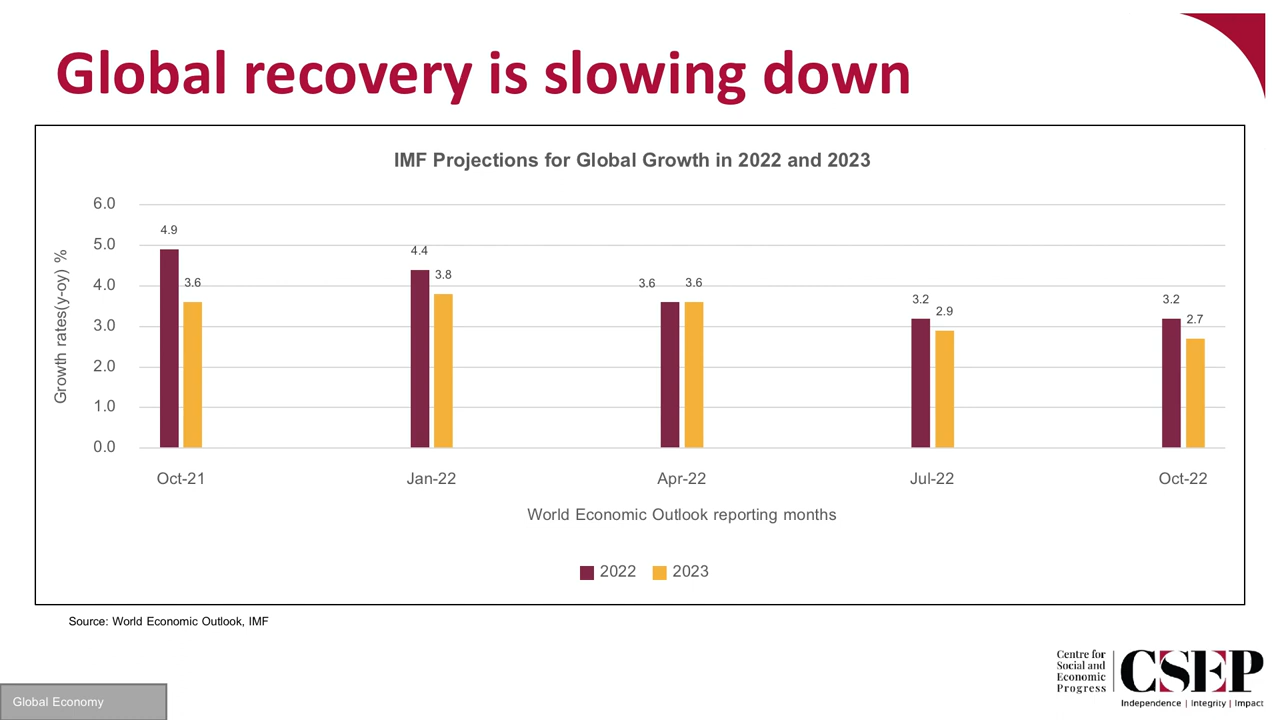 Global recovery is slowing down
IMF Projections for Global Growth in 2022 and 2023
Growth rates(y-oy) %
6.0
5.0
4.0
3.0
2.0
1.0
0.0
4.9
3.6
4.4
3.8
3.6
3.6
3.2
2.9
3.2
2.7
Oct-21
Jan-22
Apr-22
Jul-22
Oct-22
World Economic Outlook reporting months
2022
2023
Source: World Economic Outlook, IMF
Global Economy
Centre for
Social and
Economic
Progress
CSEP
Independence | Integrity | Impact